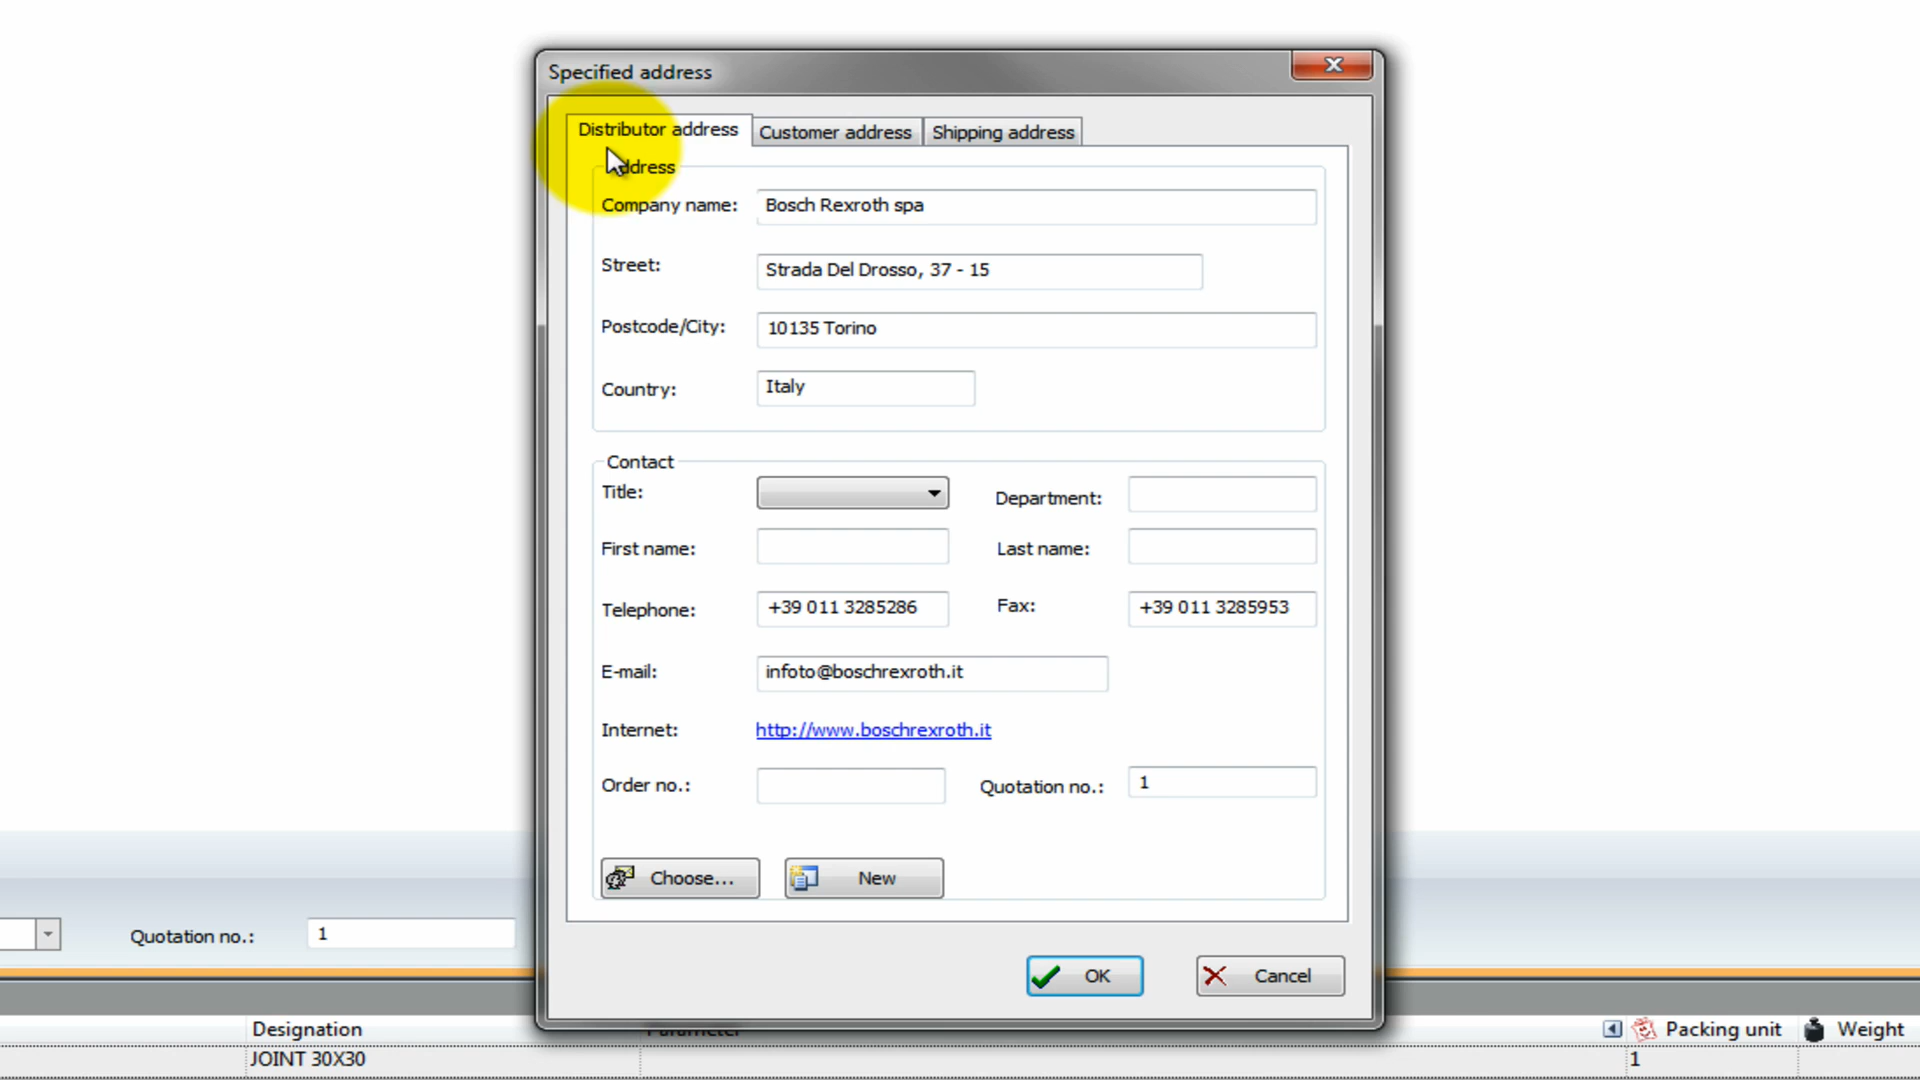 Specified address
Distributor address
Customer address
Shipping address
Address
Company name: Bosch Rexroth spa
Street: Strada Del Drosso, 37 - 15
Postcode/City: 10135 Torino
Country: Italy
Contact
Title:
Department:
First name:
Last name:
Telephone: +39 011 3285286
Fax: +39 011 3285953
E-mail: infoto@boschrexroth.it
Internet: http://www.boschrexroth.it
Order no.:
Quotation no.: 1
Choose...
New
OK
Cancel
Quotation no.: 1
Designation
Parameter
Packing unit
Weight
JOINT 30X30
1